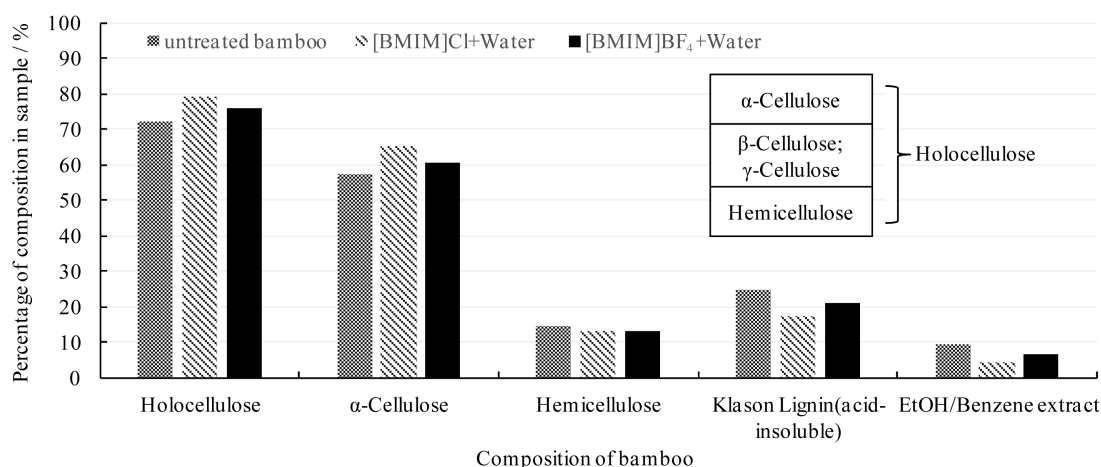 Percentage of composition in sample / %
100
90
80
70
60
50
40
30
20
10
0
untreated bamboo [BMIM]Cl+Water [BMIM]BF₄+Water
α-Cellulose
β-Cellulose;
γ-Cellulose
Hemicellulose
Holocellulose
Holocellulose α-Cellulose Hemicellulose Klason Lignin(acid- EtOH/Benzene extract
insoluble)
Composition of bamboo